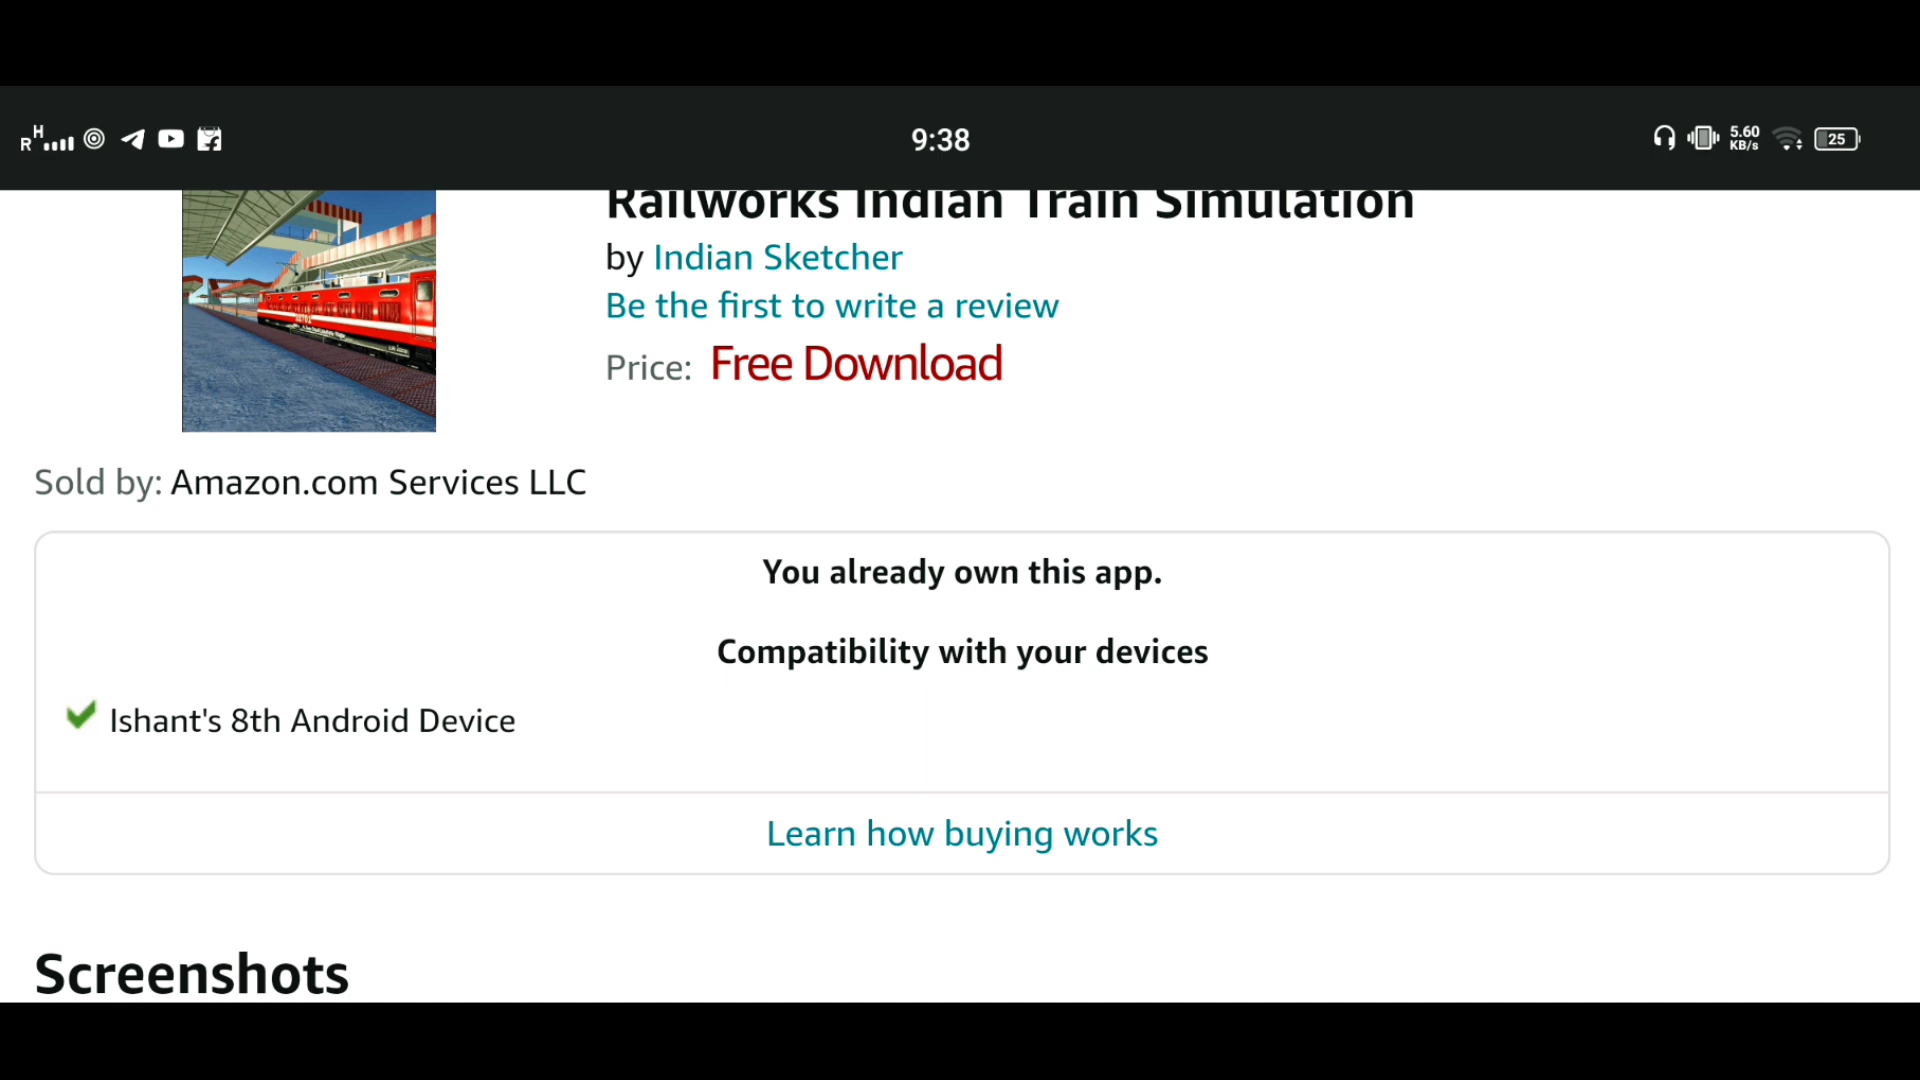 R H 9:38 5.60 KB/s 25
Railworks Indian Train Simulation
by Indian Sketcher
Be the first to write a review
Price: Free Download
Sold by: Amazon.com Services LLC
You already own this app.
Compatibility with your devices
Ishant's 8th Android Device
Learn how buying works
Screenshots